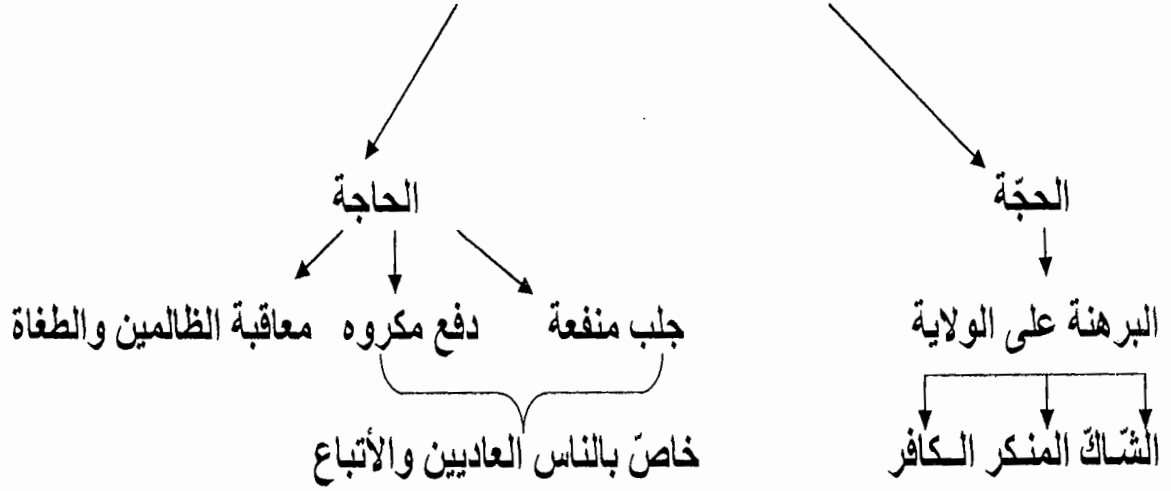 الحجّة الحاجة
البرهنة على الولاية جلب منفعة دفع مكروه معاقبة الظالمين والطغاة
الشّاكّ المنكر الكافر خاصّ بالناس العاديين والأتباع